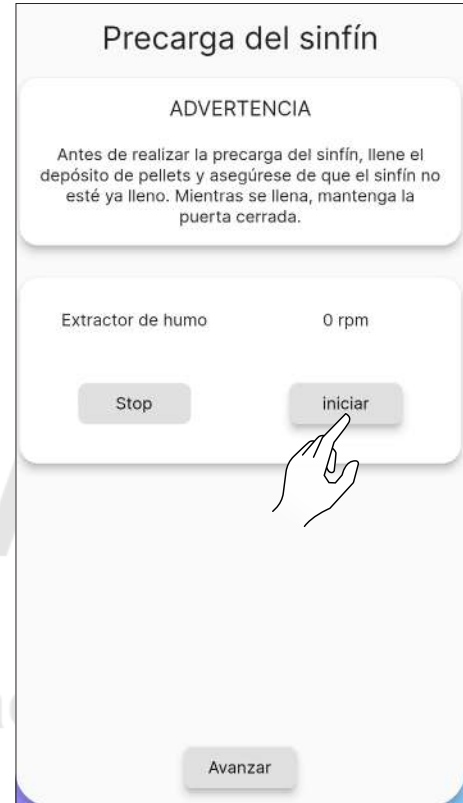 Precarga del sinfín
ADVERTENCIA
Antes de realizar la precarga del sinfín, llene el
depósito de pellets y asegúrese de que el sinfín no
esté ya lleno. Mientras se llena, mantenga la
puerta cerrada.
Extractor de humo 0 rpm
Stop iniciar
Avanzar